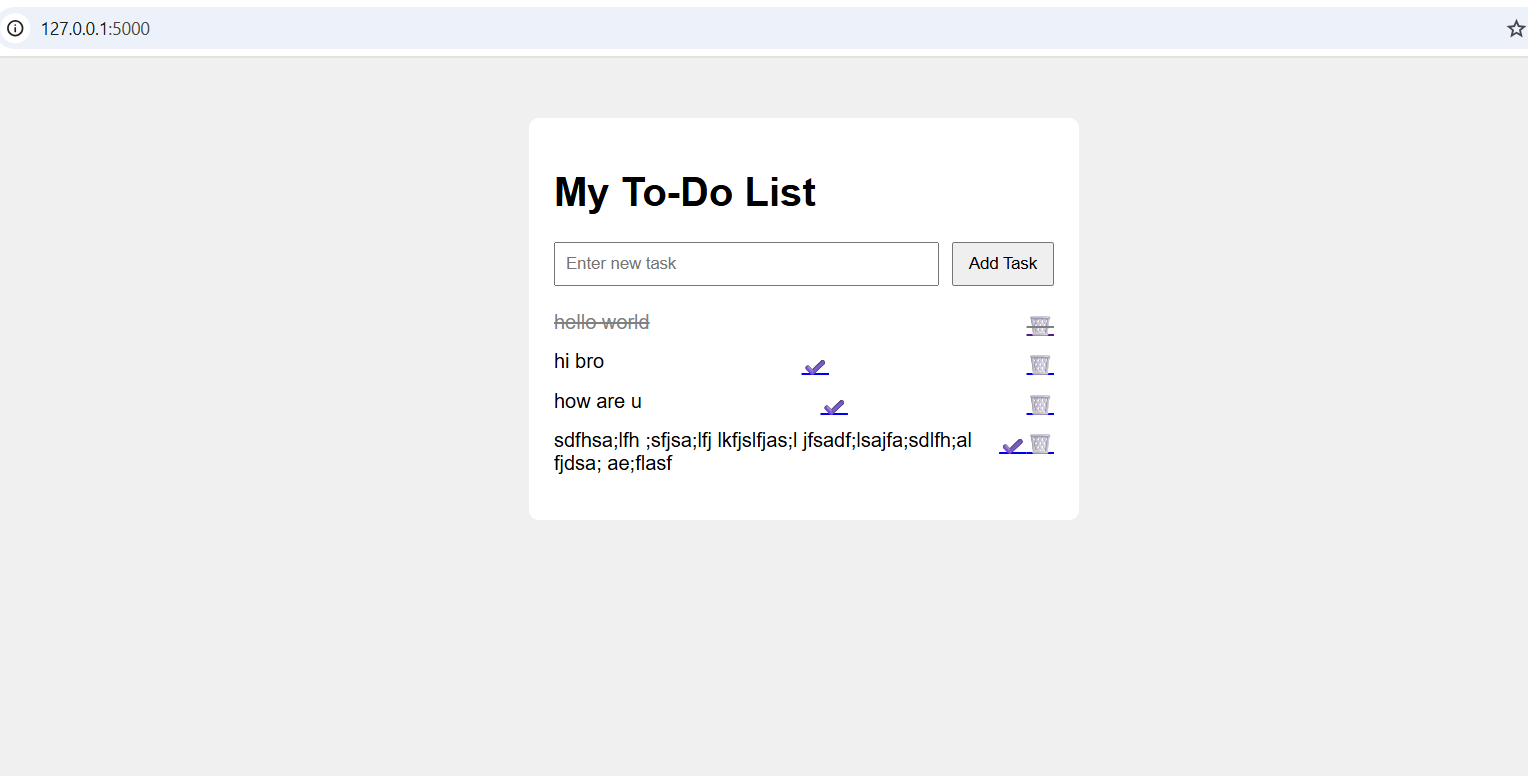 127.0.0.1:5000
My To-Do List
Enter new task
Add Task
hello world
hi bro
how are u
sdfhsa;lfh ;sfjsa;lfj lkfjslfjas;l jfsadf;lsajfa;sdlfh;al
fjdsa; ae;flasf